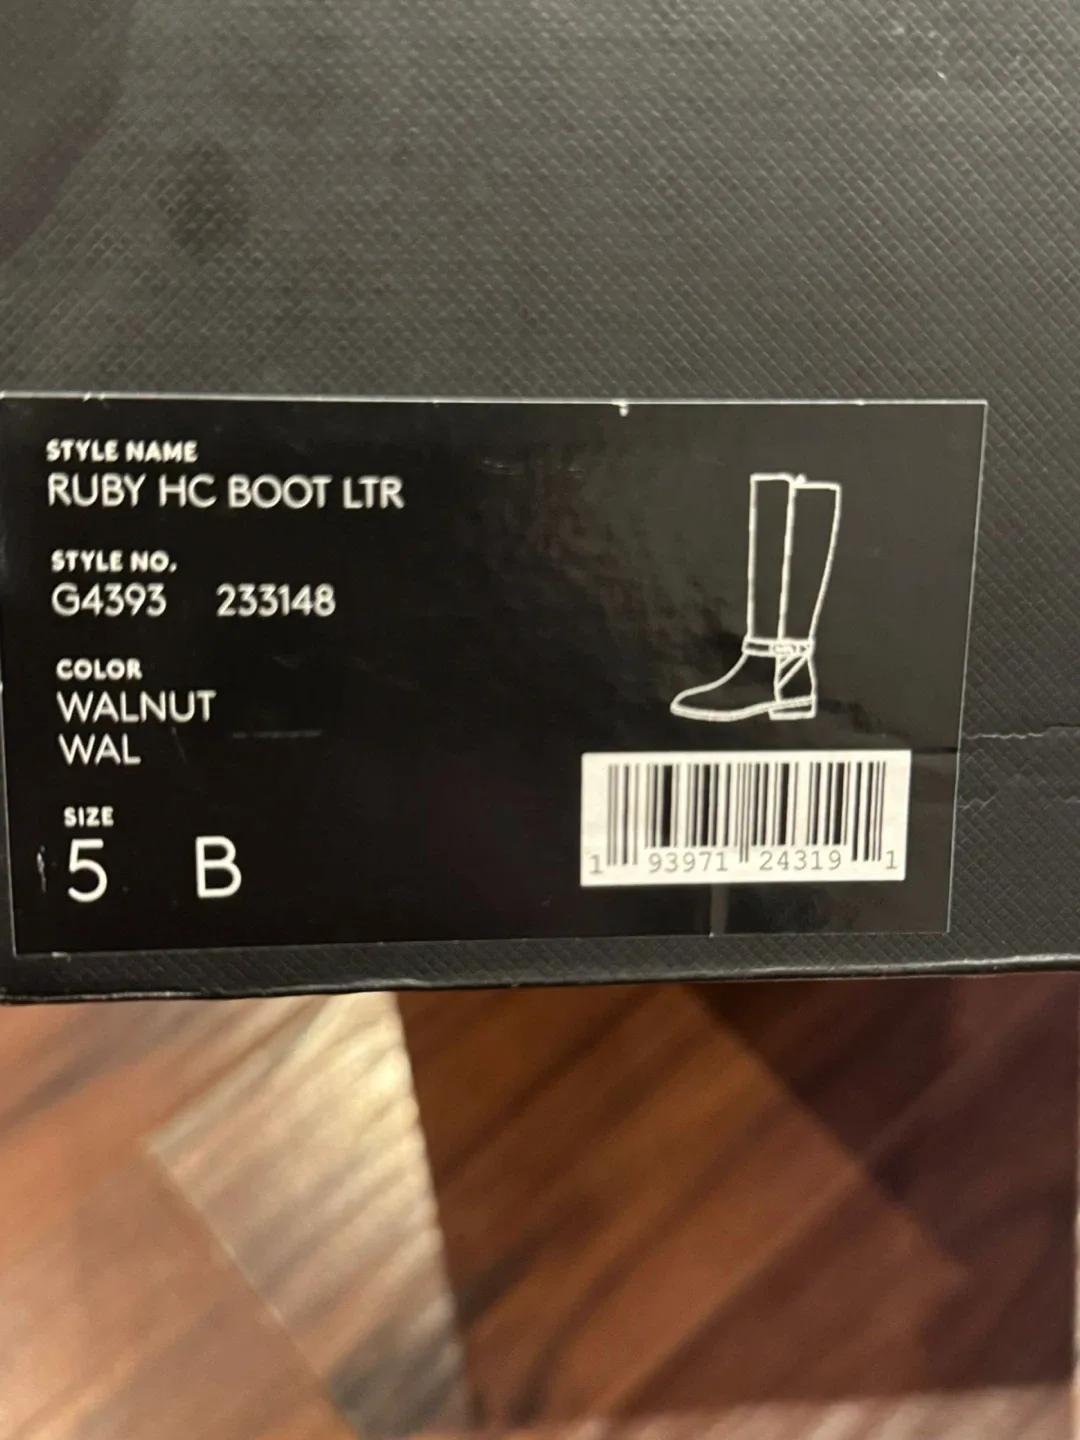 STYLE NAME
RUBY HC BOOT LTR
STYLE NO.
G4393 233148
COLOR
WALNUT
WAL
SIZE
5 B
1 93971 24319 1